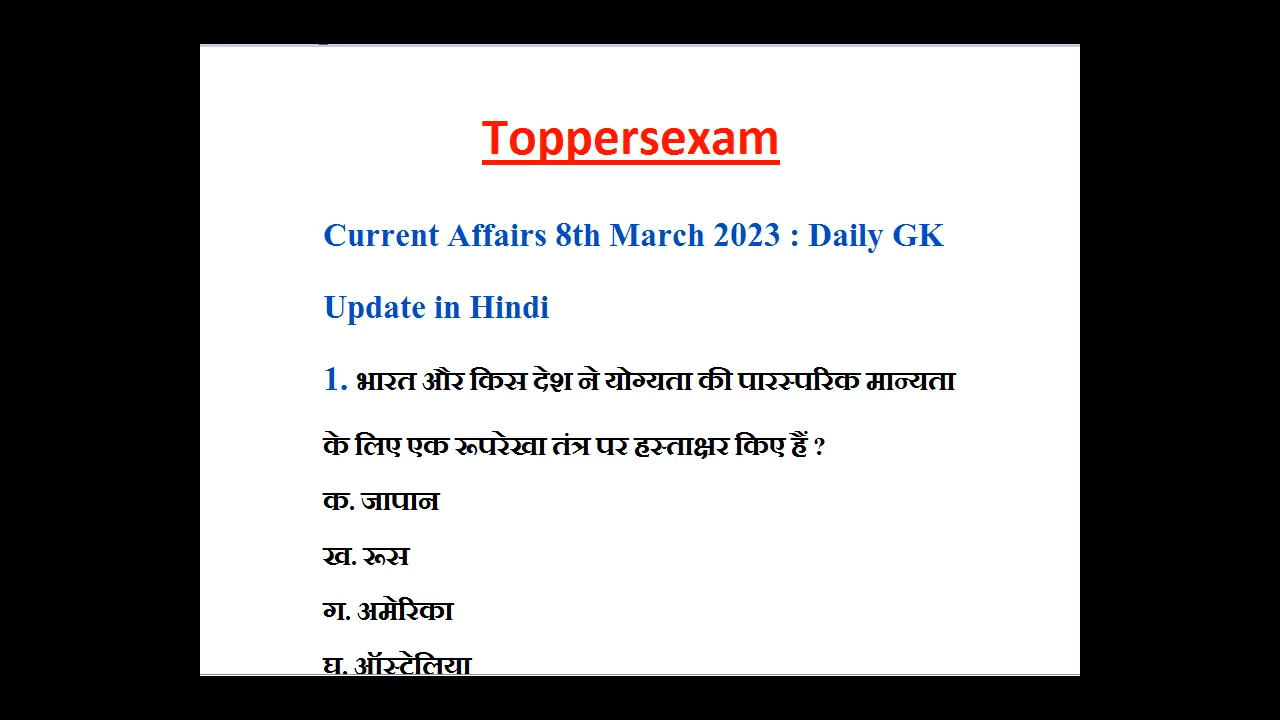 Toppersexam
Current Affairs 8th March 2023 : Daily GK
Update in Hindi
1. भारत और किस देश ने योग्यता की पारस्परिक मान्यता
के लिए एक रूपरेखा तंत्र पर हस्ताक्षर किए हैं ?
क. जापान
ख. रूस
ग. अमेरिका
घ. ऑस्टेलिया